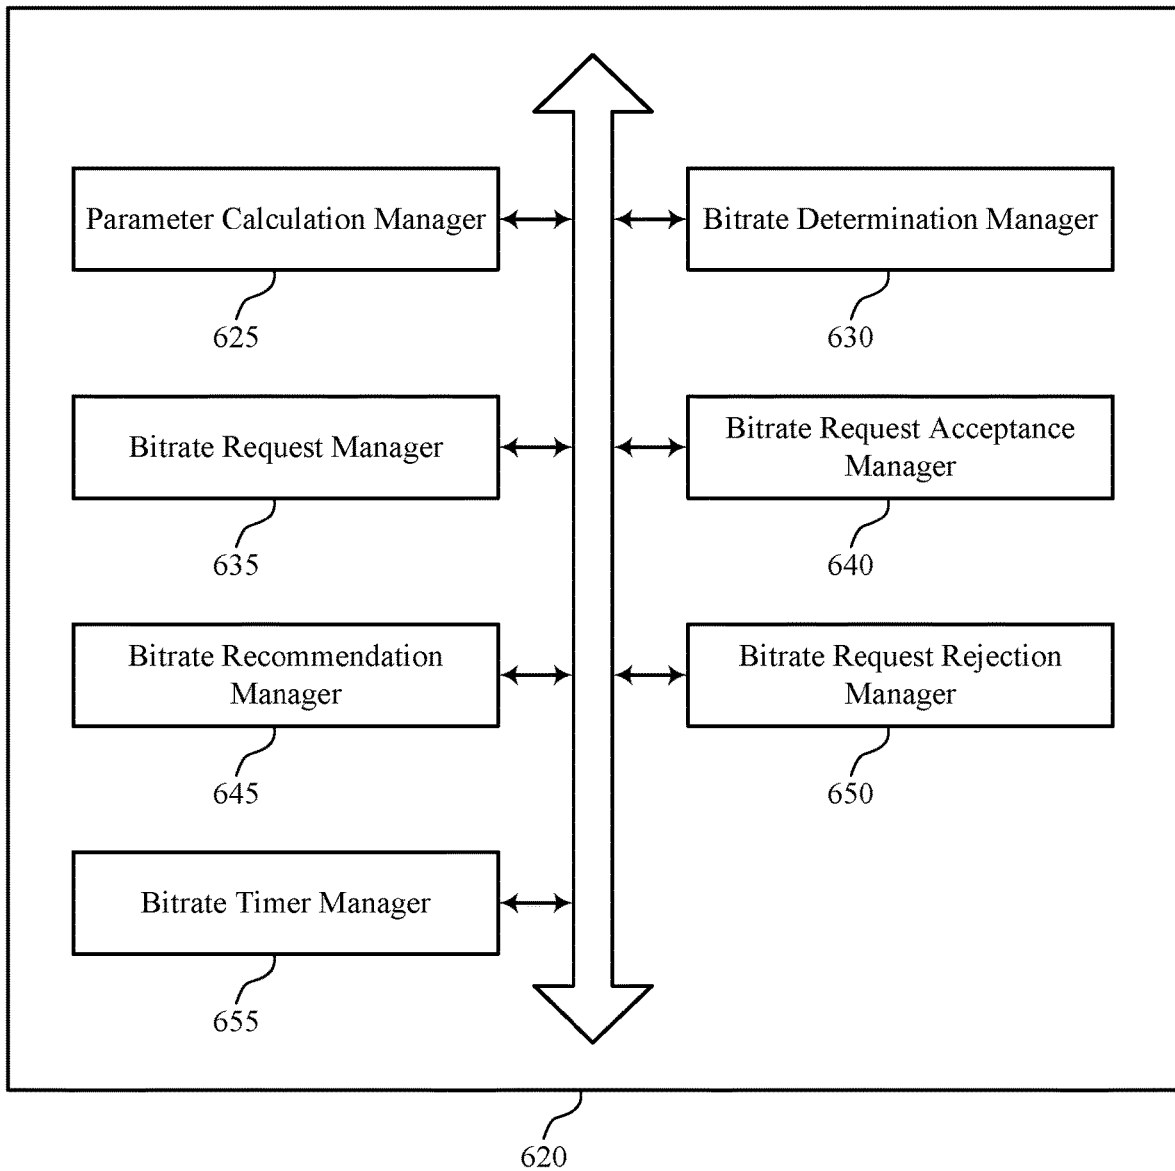 Parameter Calculation Manager
625
Bitrate Determination Manager
630
Bitrate Request Manager
635
Bitrate Request Acceptance
Manager
640
Bitrate Recommendation
Manager
645
Bitrate Request Rejection
Manager
650
Bitrate Timer Manager
655
620